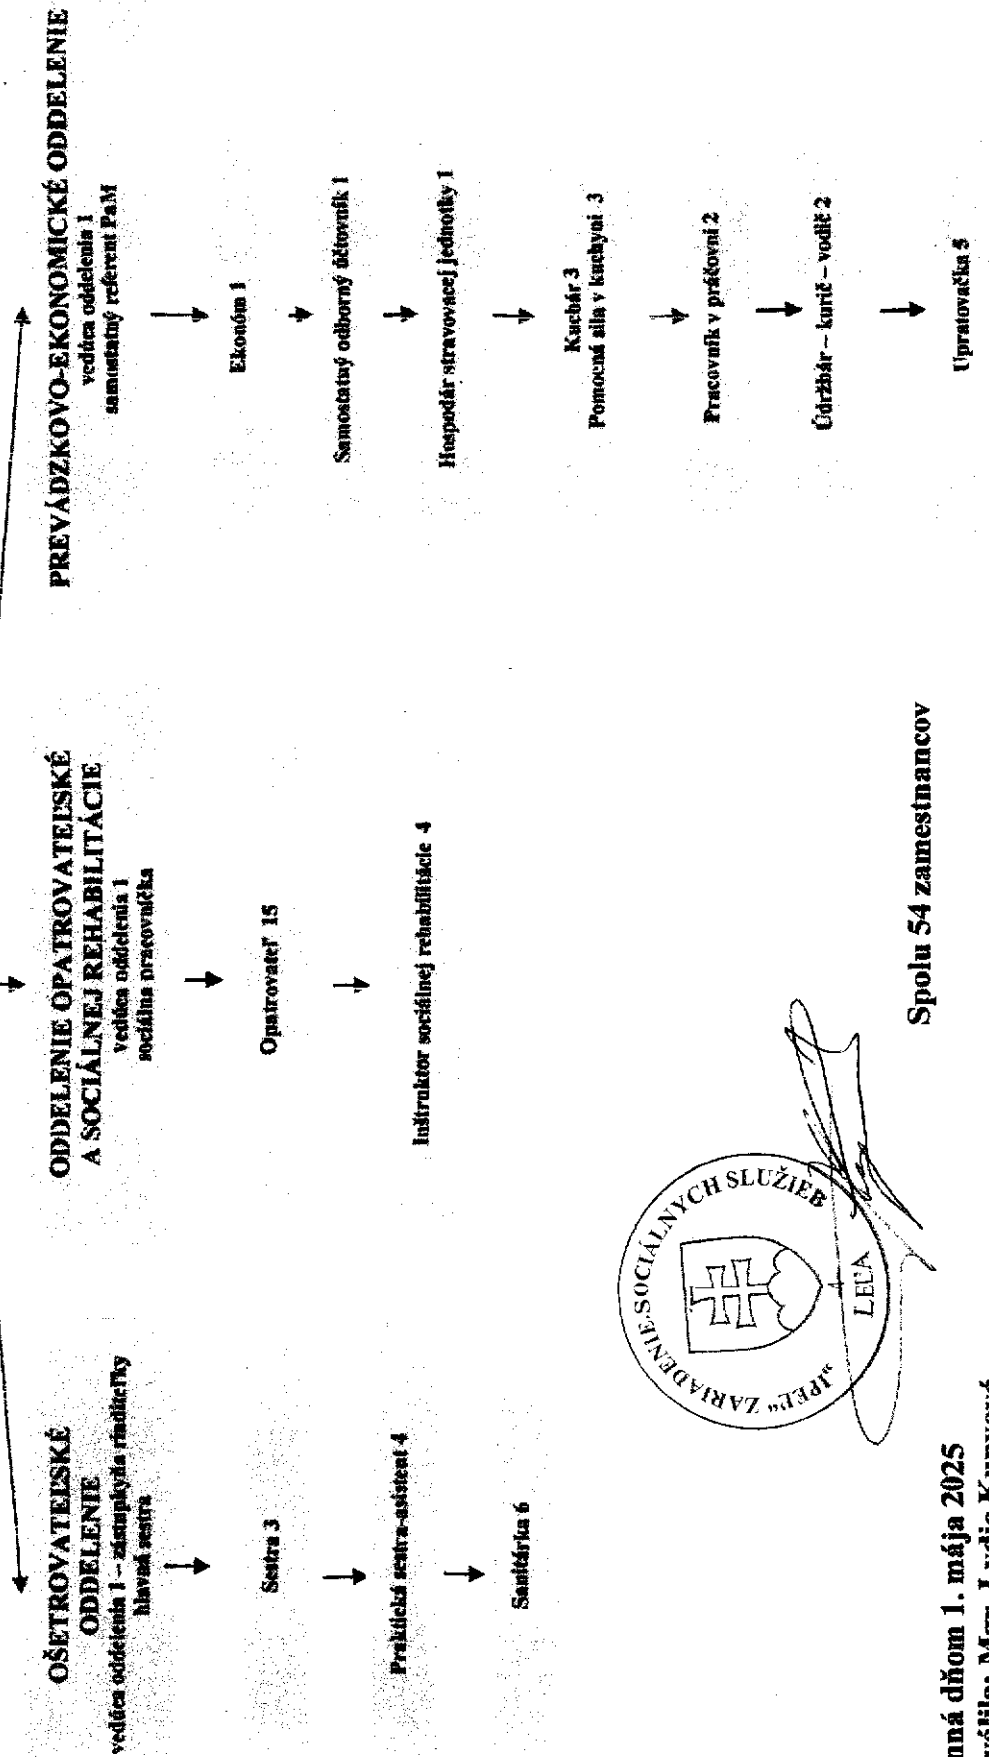 OŠETROVATEĽSKÉ
ODDELENIE
vedúca oddelenia 1 – zástupkyňa riaditeľky
hlavná sestra
Sestra 3
Praktická sestra-asistent 4
Sanitárka 6
ODDELENIE OPATROVATEĽSKÉ
A SOCIÁLNEJ REHABILITÁCIE
vedúca oddelenia 1
sociálna pracovníčka
Opatrovateľ 15
Inštruktor sociálnej rehabilitácie 4
PREVÁDZKOVO-EKONOMICKÉ ODDELENIE
vedúca oddelenia 1
samostatný referent PaM
Ekonóm 1
Samostatný odborný účtovník 1
Hospodár stravovacej jednotky 1
Kuchár 3
Pomocná sila v kuchyni 3
Pracovník v práčovni 2
Údržbár – kurič – vodič 2
Upratovačka 5
Spolu 54 zamestnancov
"IPEĽ" ZARIADENIE SOCIÁLNYCH SLUŽIEB
LEĽA
dňom 1. mája 2025
Mgr. Lydia